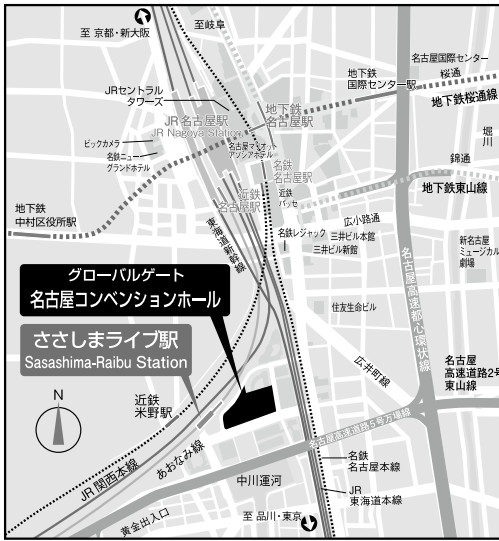 至 京都・新大阪
至岐阜
名古屋国際センター
桜通
地下鉄
国際センター駅
地下鉄桜通線
JRセントラル
タワーズ
地下鉄
名古屋駅
JR名古屋駅
JR Nagoya Station
堀川
ビックカメラ
名古屋マリオット
アソシアホテル
名鉄ニュー
グランドホテル
名鉄
名古屋駅
錦通
地下鉄東山線
近鉄
名古屋駅
近鉄
パッセ
地下鉄
中村区役所駅
東海道新幹線
広小路通
名鉄レジャック
三井ビル本館
三井ビル新館
新名古屋
ミュージカル
劇場
名古屋高速都心環状線
グローバルゲート
名古屋コンベンションホール
住友生命ビル
ささしまライブ駅
Sasashima-Raibu Station
広井町線
名古屋
高速道路2号
東山線
N
近鉄
米野駅
あおなみ線
JR関西本線
名古屋高速道路5号万場線
名鉄
名古屋本線
中川運河
JR
東海道本線
黄金出入口
至 品川・東京